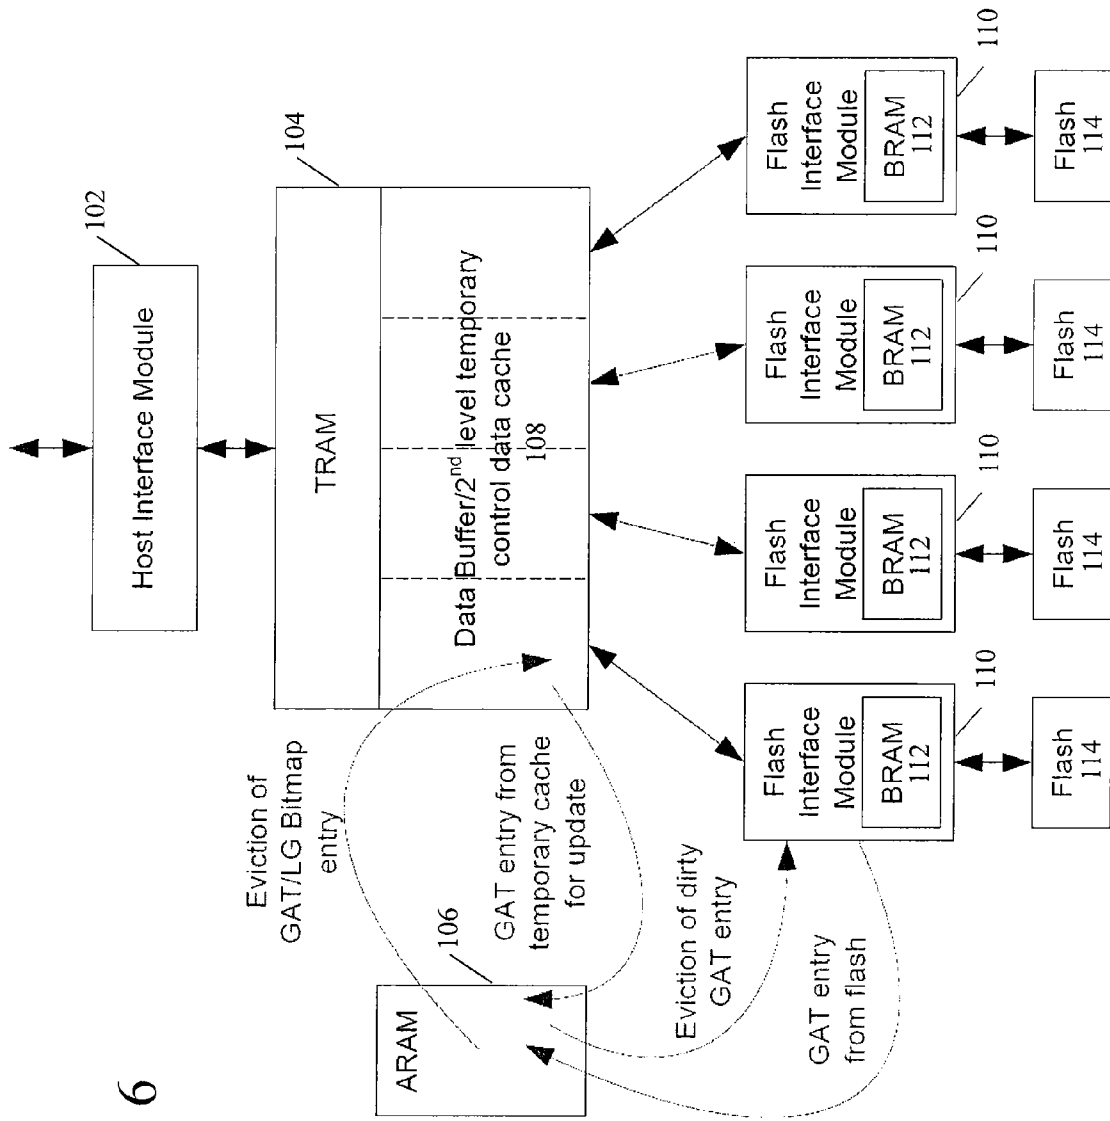 6
Host Interface Module
102
Eviction of
GAT/LG Bitmap
entry
TRAM
104
ARAM
106
Data Buffer/2nd level temporary
control data cache
108
GAT entry from
temporary cache
for update
Eviction of dirty
GAT entry
GAT entry
from flash
Flash
Interface
Module
BRAM
112
110
Flash
114
Flash
Interface
Module
BRAM
112
110
Flash
114
Flash
Interface
Module
BRAM
112
110
Flash
114
Flash
Interface
Module
BRAM
112
110
Flash
114